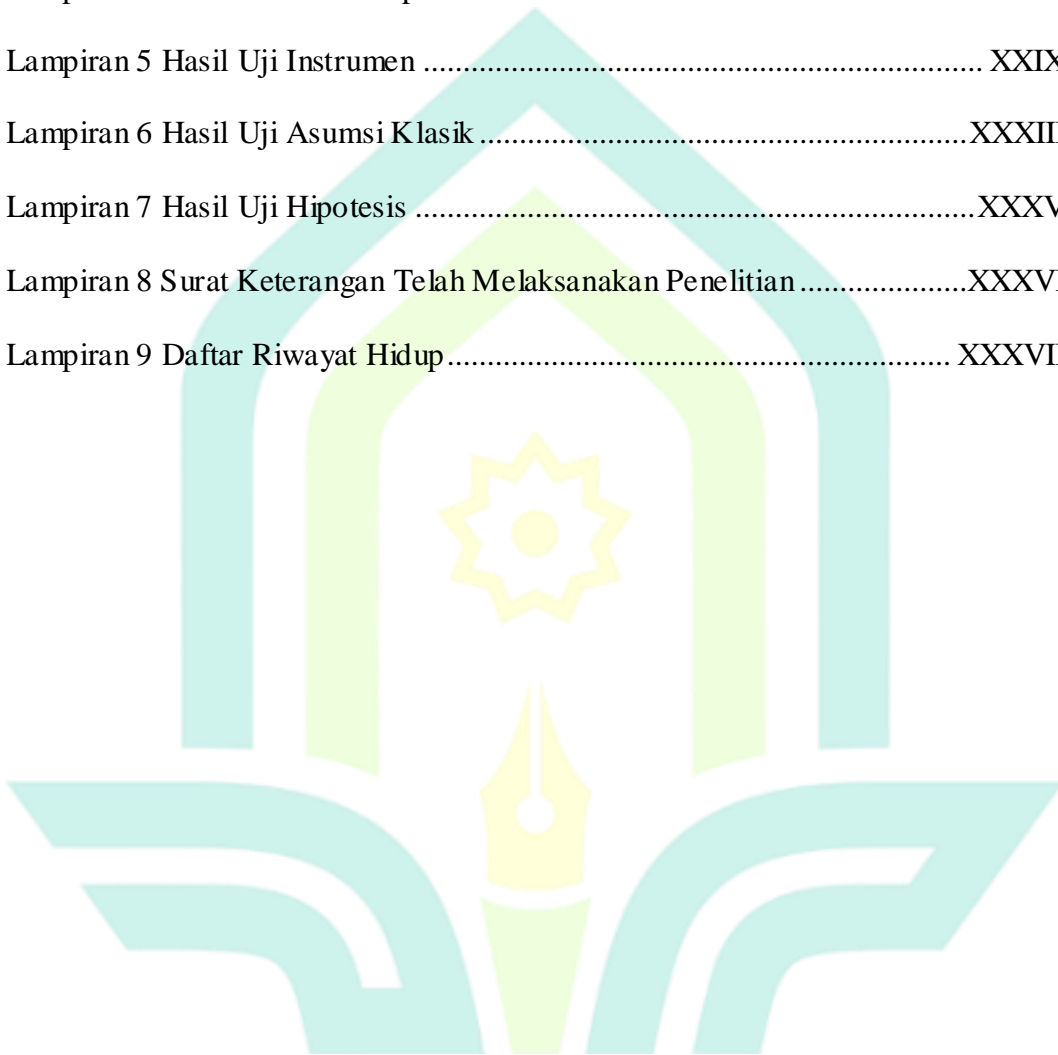 Lampiran 5 Hasil Uji Instrumen ........................................................................ XXIX
Lampiran 6 Hasil Uji Asumsi Klasik ............................................................XXXIII
Lampiran 7 Hasil Uji Hipotesis .....................................................................XXXV
Lampiran 8 Surat Keterangan Telah Melaksanakan Penelitian .....................XXXVI
Lampiran 9 Daftar Riwayat Hidup .............................................................. XXXVII